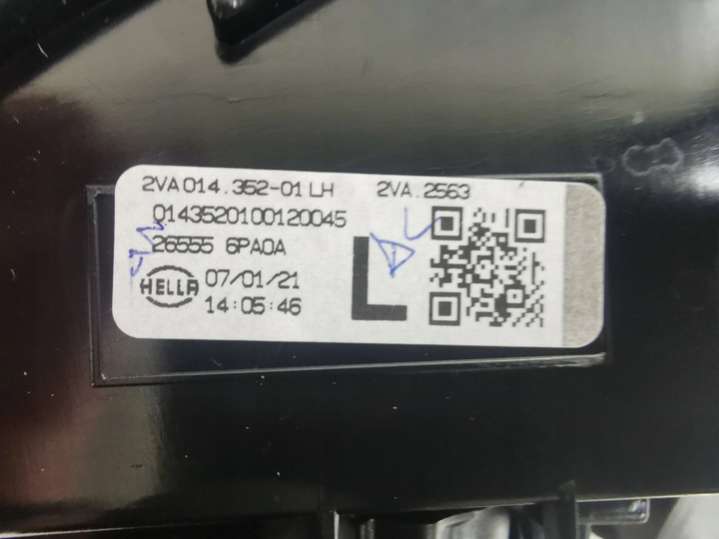 2VA 014.352-01 LH 2VA.2563
0143520100120045
26555 6PA0A
HELLA 07/01/21
14:05:46
L